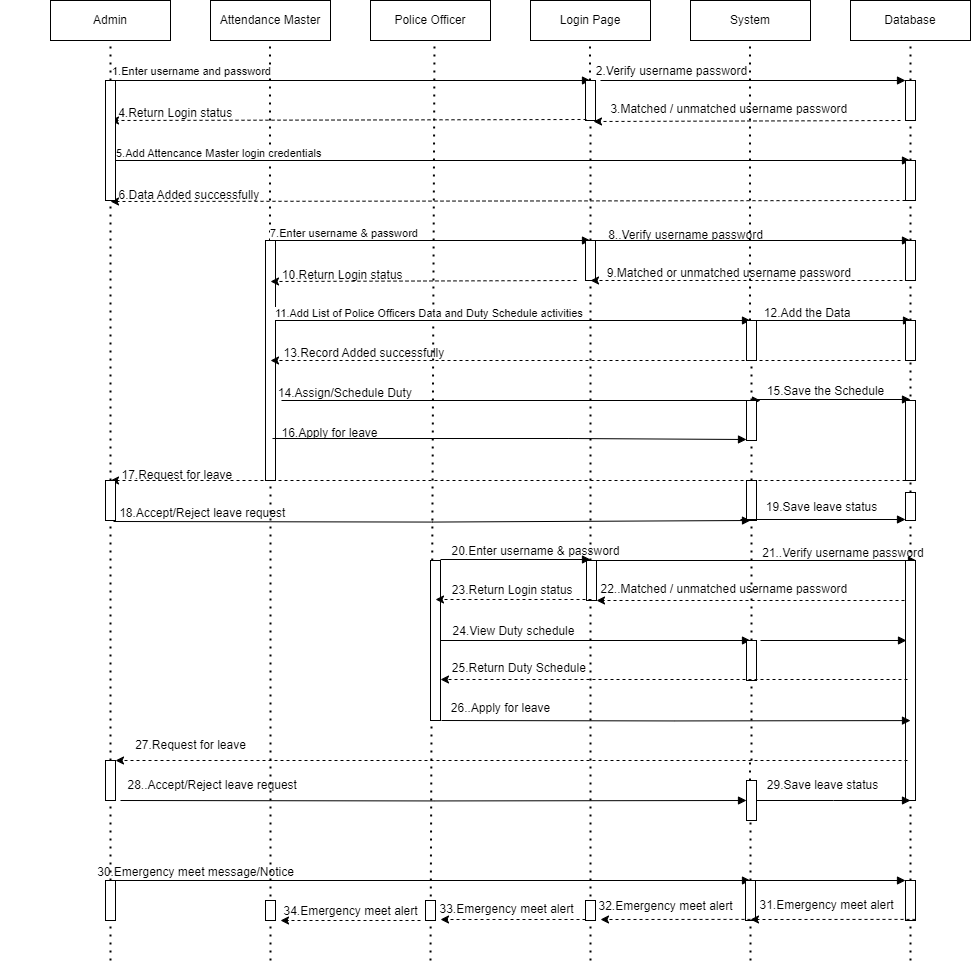 Admin
Attendance Master
Police Officer
Login Page
System
Database
1.Enter username and password
2.Verify username password
4.Return Login status
3.Matched / unmatched username password
5.Add Attencance Master login credentials
6.Data Added successfully
7.Enter username & password
8..Verify username password
10.Return Login status
9.Matched or unmatched username password
11.Add List of Police Officers Data and Duty Schedule activities
12.Add the Data
13.Record Added successfully
14.Assign/Schedule Duty
15.Save the Schedule
16.Apply for leave
17.Request for leave
18.Accept/Reject leave request
19.Save leave status
20.Enter username & password
21..Verify username password
23.Return Login status
22..Matched / unmatched username password
24.View Duty schedule
25.Return Duty Schedule
26..Apply for leave
27.Request for leave
28..Accept/Reject leave request
29.Save leave status
30.Emergency meet message/Notice
34.Emergency meet alert
33.Emergency meet alert
32.Emergency meet alert
31.Emergency meet alert